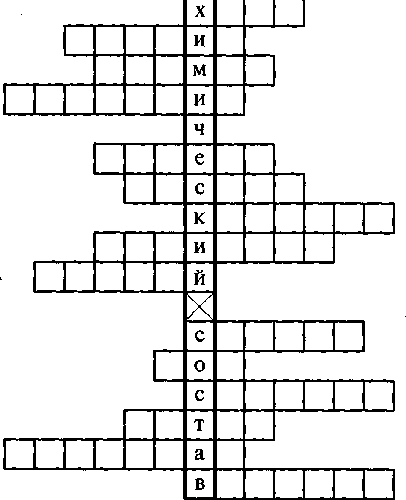 х
и
м
и
ч
е
с
к
и
й
с
о
с
т
а
в